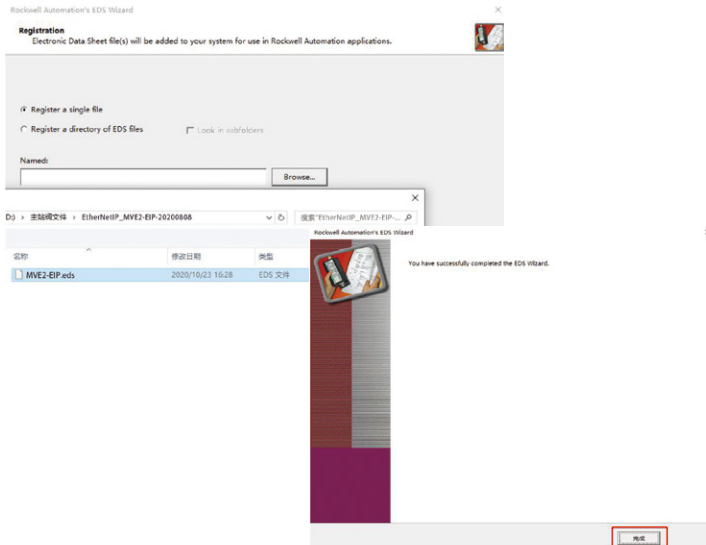 Rockwell Automation's EDS Wizard
Registration
Electronic Data Sheet file(s) will be added to your system for use in Rockwell Automation applications.
Register a single file
Register a directory of EDS files
Look in subfolders
Named:
Browse...
D:) › 主站绸文件 › EtherNetIP_MVE2-EIP-20200808
搜索"EtherNetIP_MVE2-EIP-...
名称
修改日期
类型
MVE2-EIP.eds
2020/10/23 16:28
EDS 文件
Rockwell Automation's EDS Wizard
You have successfully completed the EDS Wizard.
完成